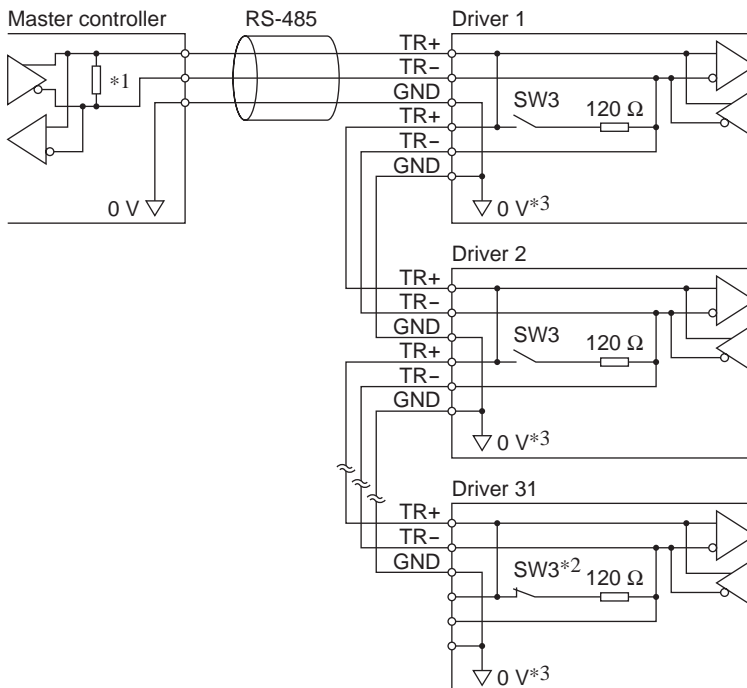 Master controller
RS-485
Driver 1
TR+
TR-
GND
TR+
TR-
GND
*1
0 V
SW3
120 Ω
0 V*3
Driver 2
TR+
TR-
GND
TR+
TR-
GND
SW3
120 Ω
0 V*3
Driver 31
TR+
TR-
GND
SW3*2
120 Ω
0 V*3